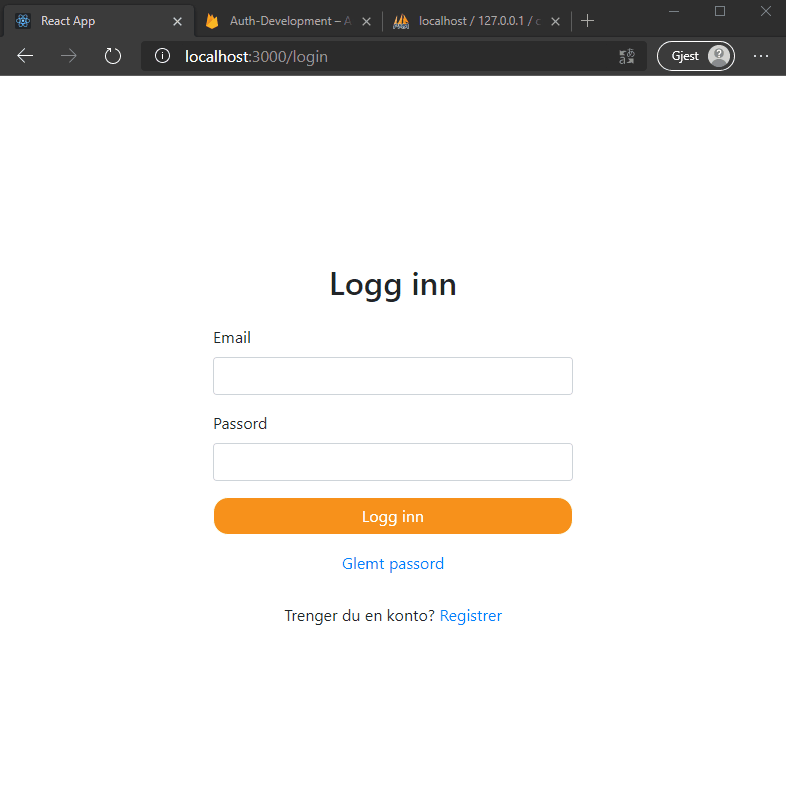 React App
Auth-Development – A
localhost / 127.0.0.1 / c
localhost:3000/login
Gjest
Logg inn
Email
Passord
Logg inn
Glemt passord
Trenger du en konto? Registrer